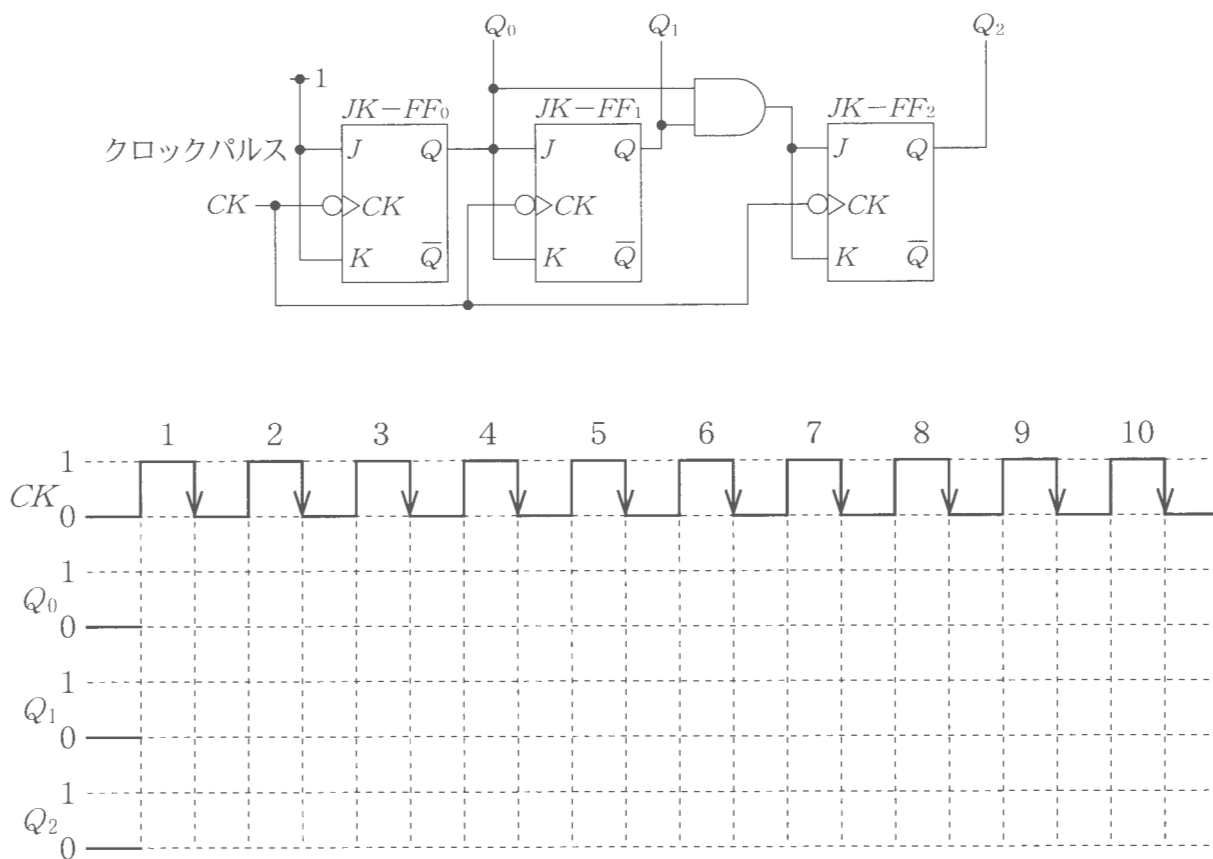 Q₀ Q₁ Q₂
1
JK−FF₀ JK−FF₁ JK−FF₂
クロックパルス J Q J Q J Q
CK CK CK CK
K Q̅ K Q̅ K Q̅
1 2 3 4 5 6 7 8 9 10
1
CK
0
1
Q₀
0
1
Q₁
0
1
Q₂
0